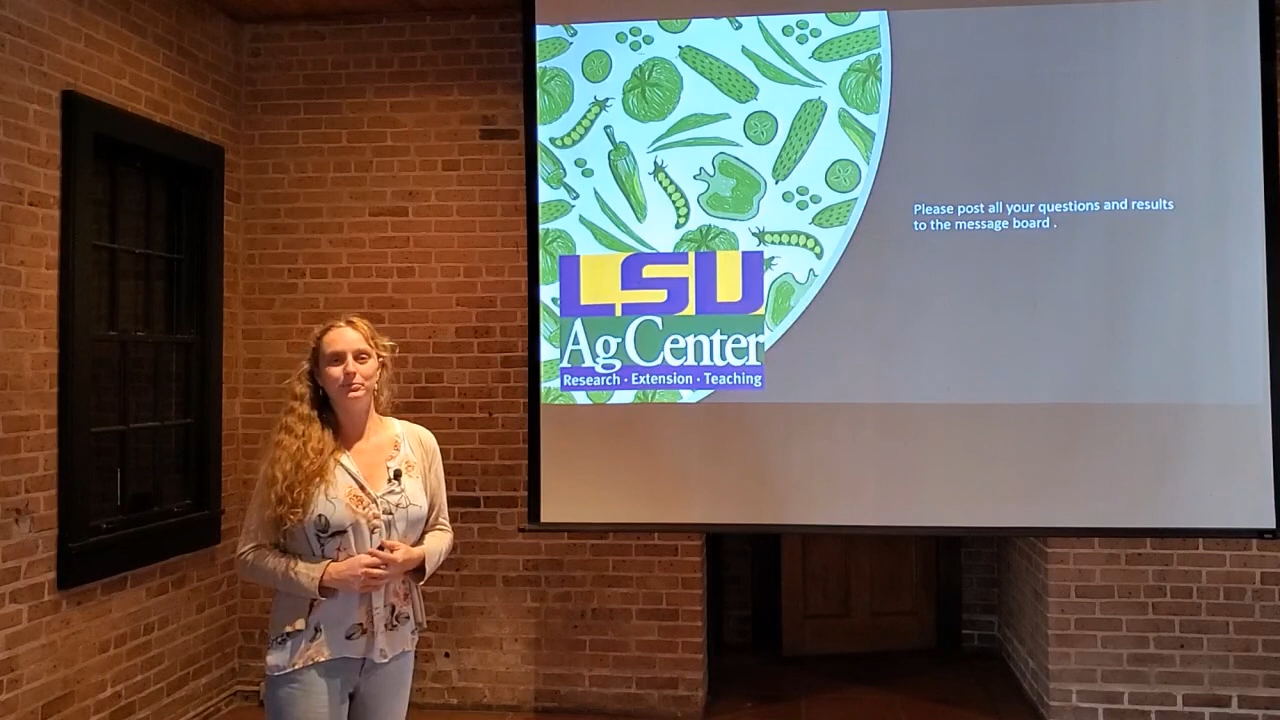 LSU
AgCenter
Research · Extension · Teaching
Please post all your questions and results
to the message board .